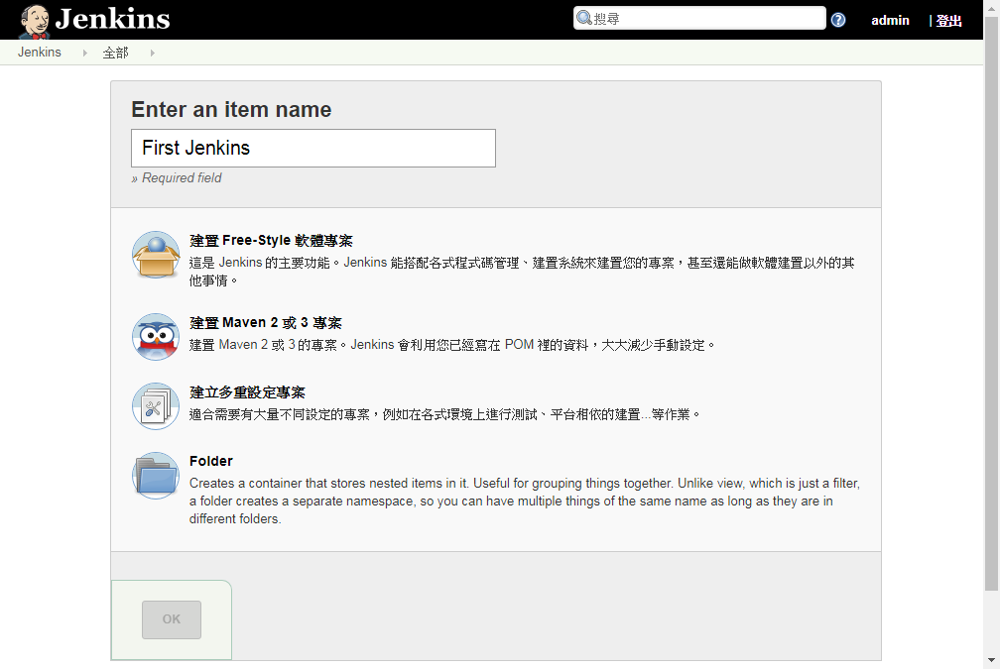 Jenkins
搜尋
admin
| 登出
Jenkins
全部
Enter an item name
First Jenkins
» Required field
建置 Free-Style 軟體專案
這是 Jenkins 的主要功能。Jenkins 能搭配各式程式碼管理、建置系統來建置您的專案，甚至還能做軟體建置以外的其
他事情。
建置 Maven 2 或 3 專案
建置 Maven 2 或 3 的專案。Jenkins 會利用您已經寫在 POM 裡的資料，大大減少手動設定。
建立多重設定專案
適合需要有大量不同設定的專案，例如在各式環境上進行測試、平台相依的建置...等作業。
Folder
Creates a container that stores nested items in it. Useful for grouping things together. Unlike view, which is just a filter,
a folder creates a separate namespace, so you can have multiple things of the same name as long as they are in
different folders.
OK